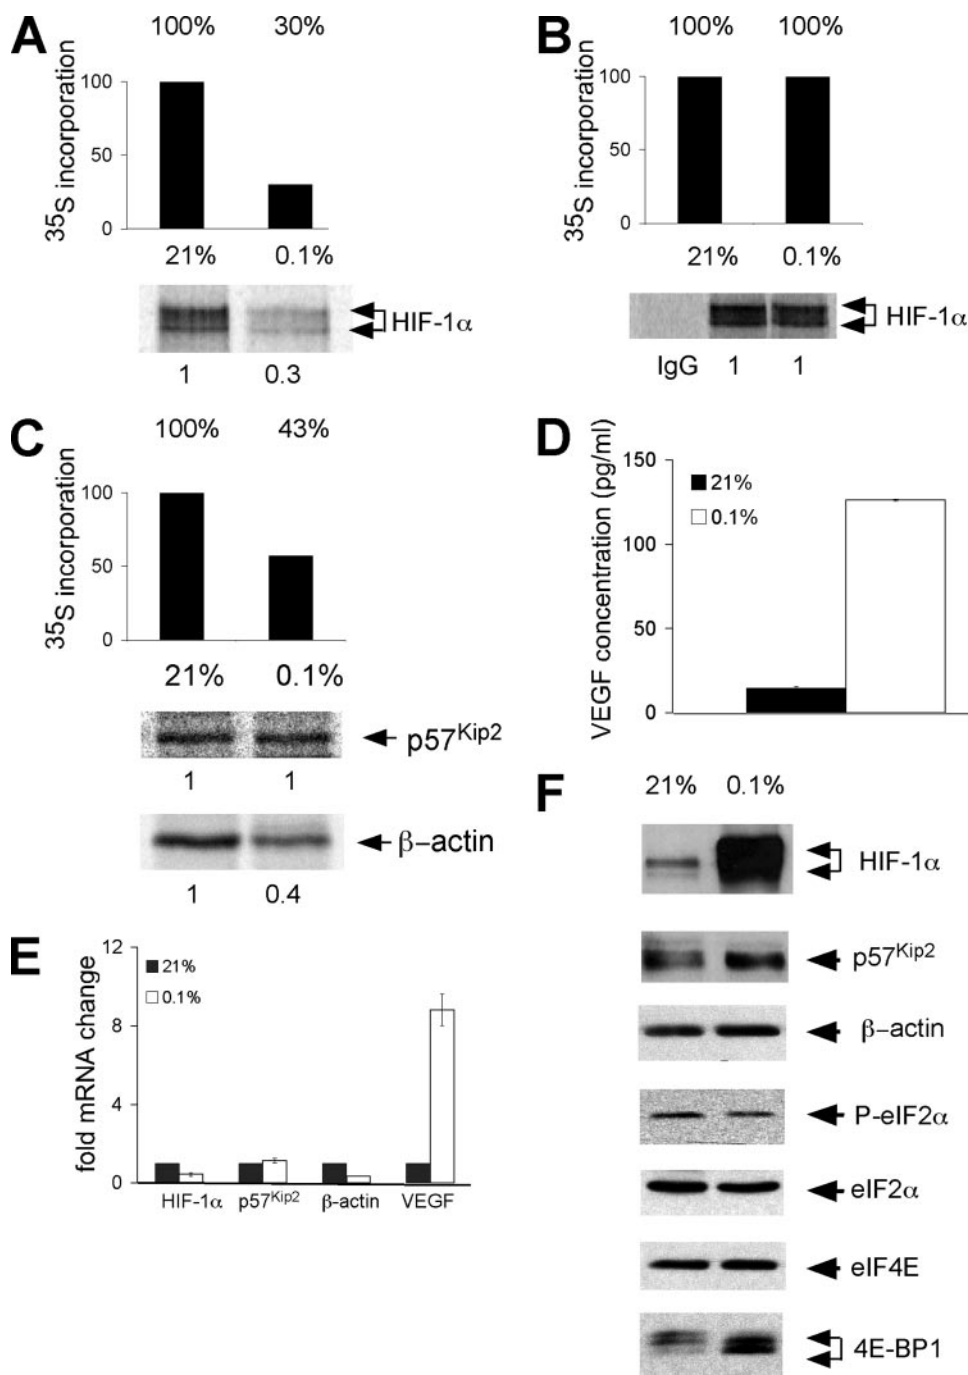 A
100% 30%
35S incorporation
100
50
0
21% 0.1%
HIF-1α
1 0.3
B
100% 100%
35S incorporation
100
50
0
21% 0.1%
HIF-1α
IgG 1 1
C
100% 43%
35S incorporation
100
50
0
21% 0.1%
p57Kip2
1 1
β–actin
1 0.4
D
VEGF concentration (pg/ml)
150
100
50
0
21%
0.1%
E
fold mRNA change
12
8
4
0
21%
0.1%
HIF-1α p57Kip2 β-actin VEGF
F
21% 0.1%
HIF-1α
p57Kip2
β–actin
P-eIF2α
eIF2α
eIF4E
4E-BP1